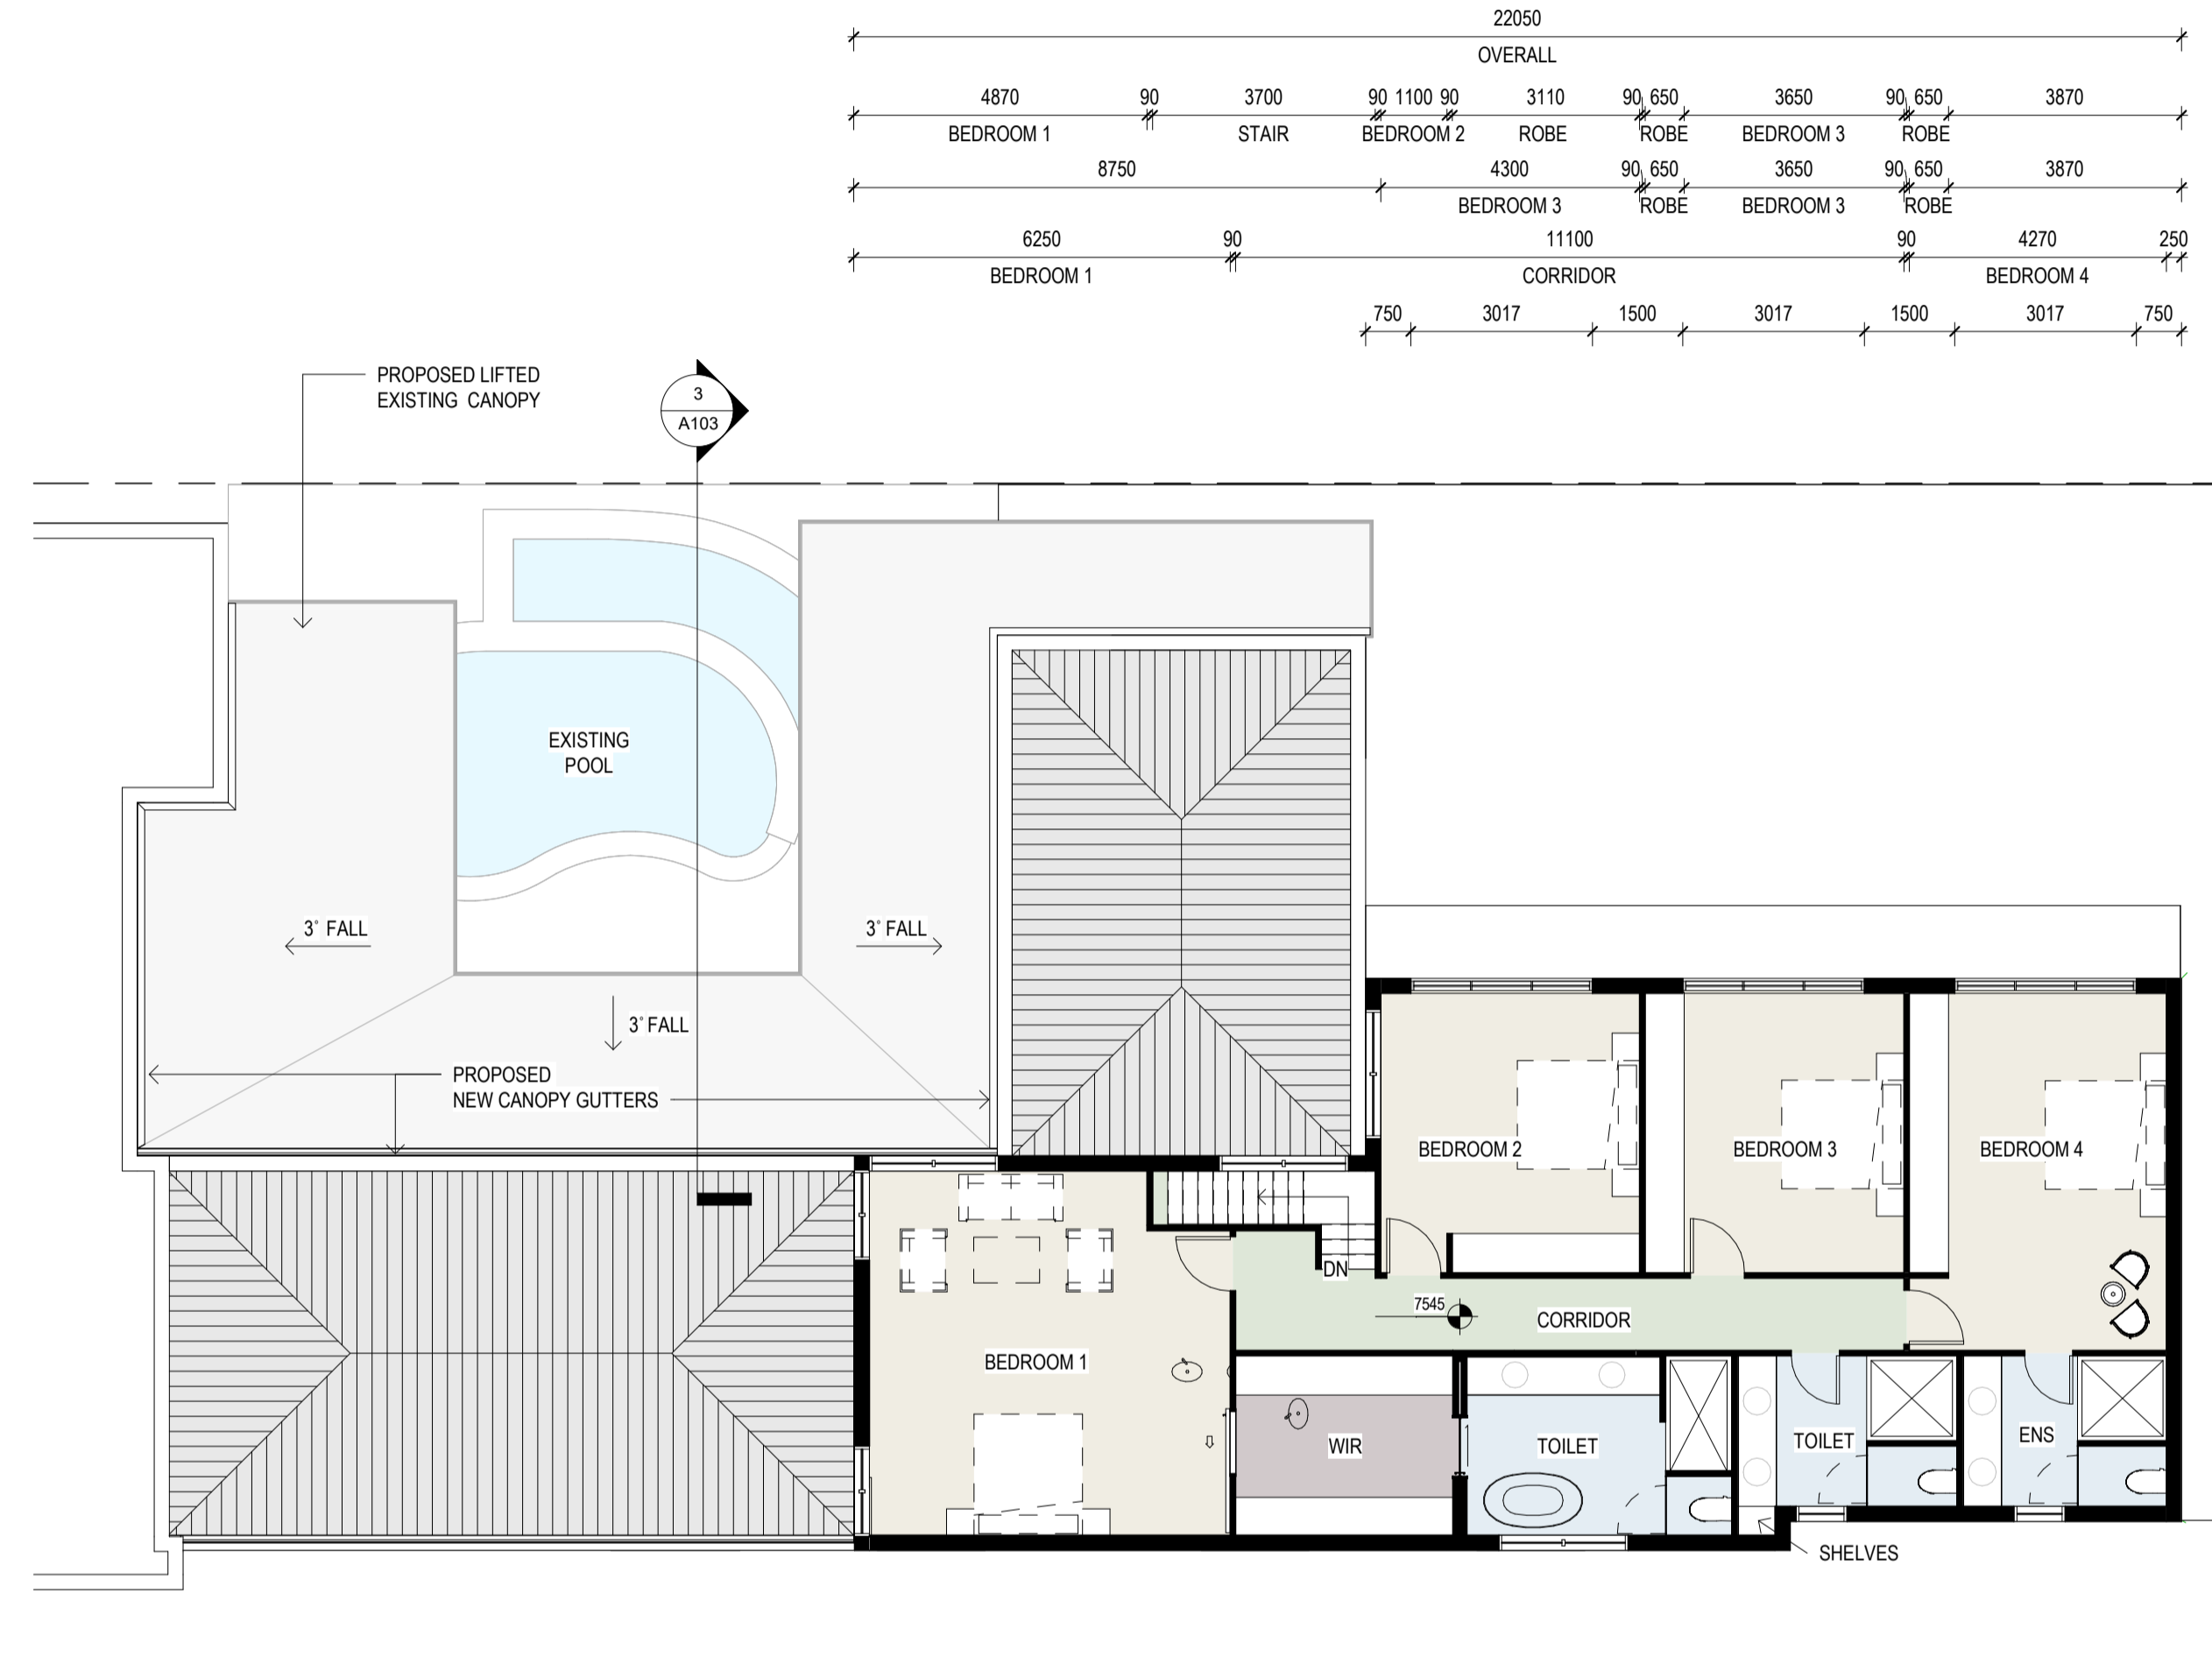 22050
OVERALL
4870 90 3700 90 1100 90 3110 90 650 3650 90 650 3870
BEDROOM 1 STAIR BEDROOM 2 ROBE ROBE BEDROOM 3 ROBE
8750 4300 90 650 3650 90 650 3870
BEDROOM 3 ROBE BEDROOM 3 ROBE
6250 90 11100 90 4270 250
BEDROOM 1 CORRIDOR BEDROOM 4
750 3017 1500 3017 1500 3017 750
PROPOSED LIFTED
EXISTING CANOPY
3
A103
EXISTING
POOL
3° FALL
3° FALL
3° FALL
PROPOSED
NEW CANOPY GUTTERS
BEDROOM 2
BEDROOM 3
BEDROOM 4
DN
7545
CORRIDOR
BEDROOM 1
WIR
TOILET
TOILET
ENS
SHELVES